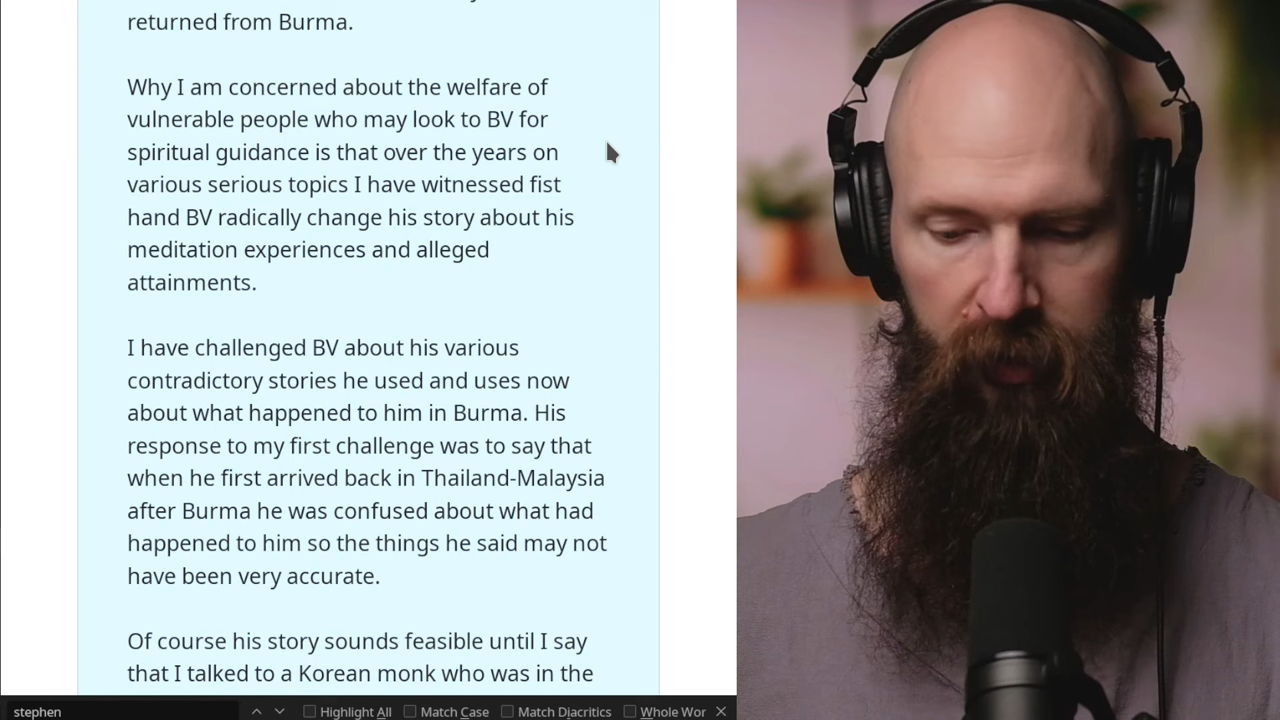 returned from Burma.
Why I am concerned about the welfare of
vulnerable people who may look to BV for
spiritual guidance is that over the years on
various serious topics I have witnessed fist
hand BV radically change his story about his
meditation experiences and alleged
attainments.
I have challenged BV about his various
contradictory stories he used and uses now
about what happened to him in Burma. His
response to my first challenge was to say that
when he first arrived back in Thailand-Malaysia
after Burma he was confused about what had
happened to him so the things he said may not
have been very accurate.
Of course his story sounds feasible until I say
that I talked to a Korean monk who was in the
stephen Highlight All Match Case Match Diacritics Whole Wor